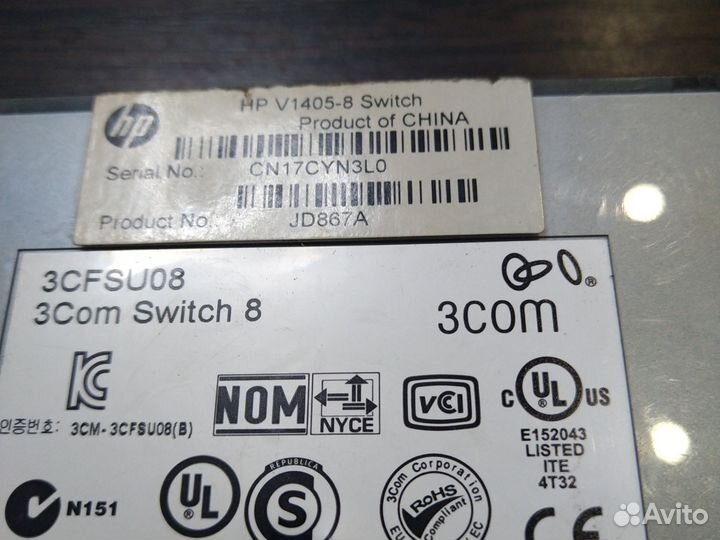 hp
HP V1405-8 Switch
Product of CHINA
Serial No.: CN17CYN3L0
Product No. JD867A
3CFSU08
3Com Switch 8
3COM
®
인증번호: 3CM-3CFSU08(B)
NOM
NYCE
VCI
C UL US
E152043
LISTED
ITE
4T32
N151
UL
REPUBLICA
S
3Com Corporation
RoHS
Compliant
CE
Avito